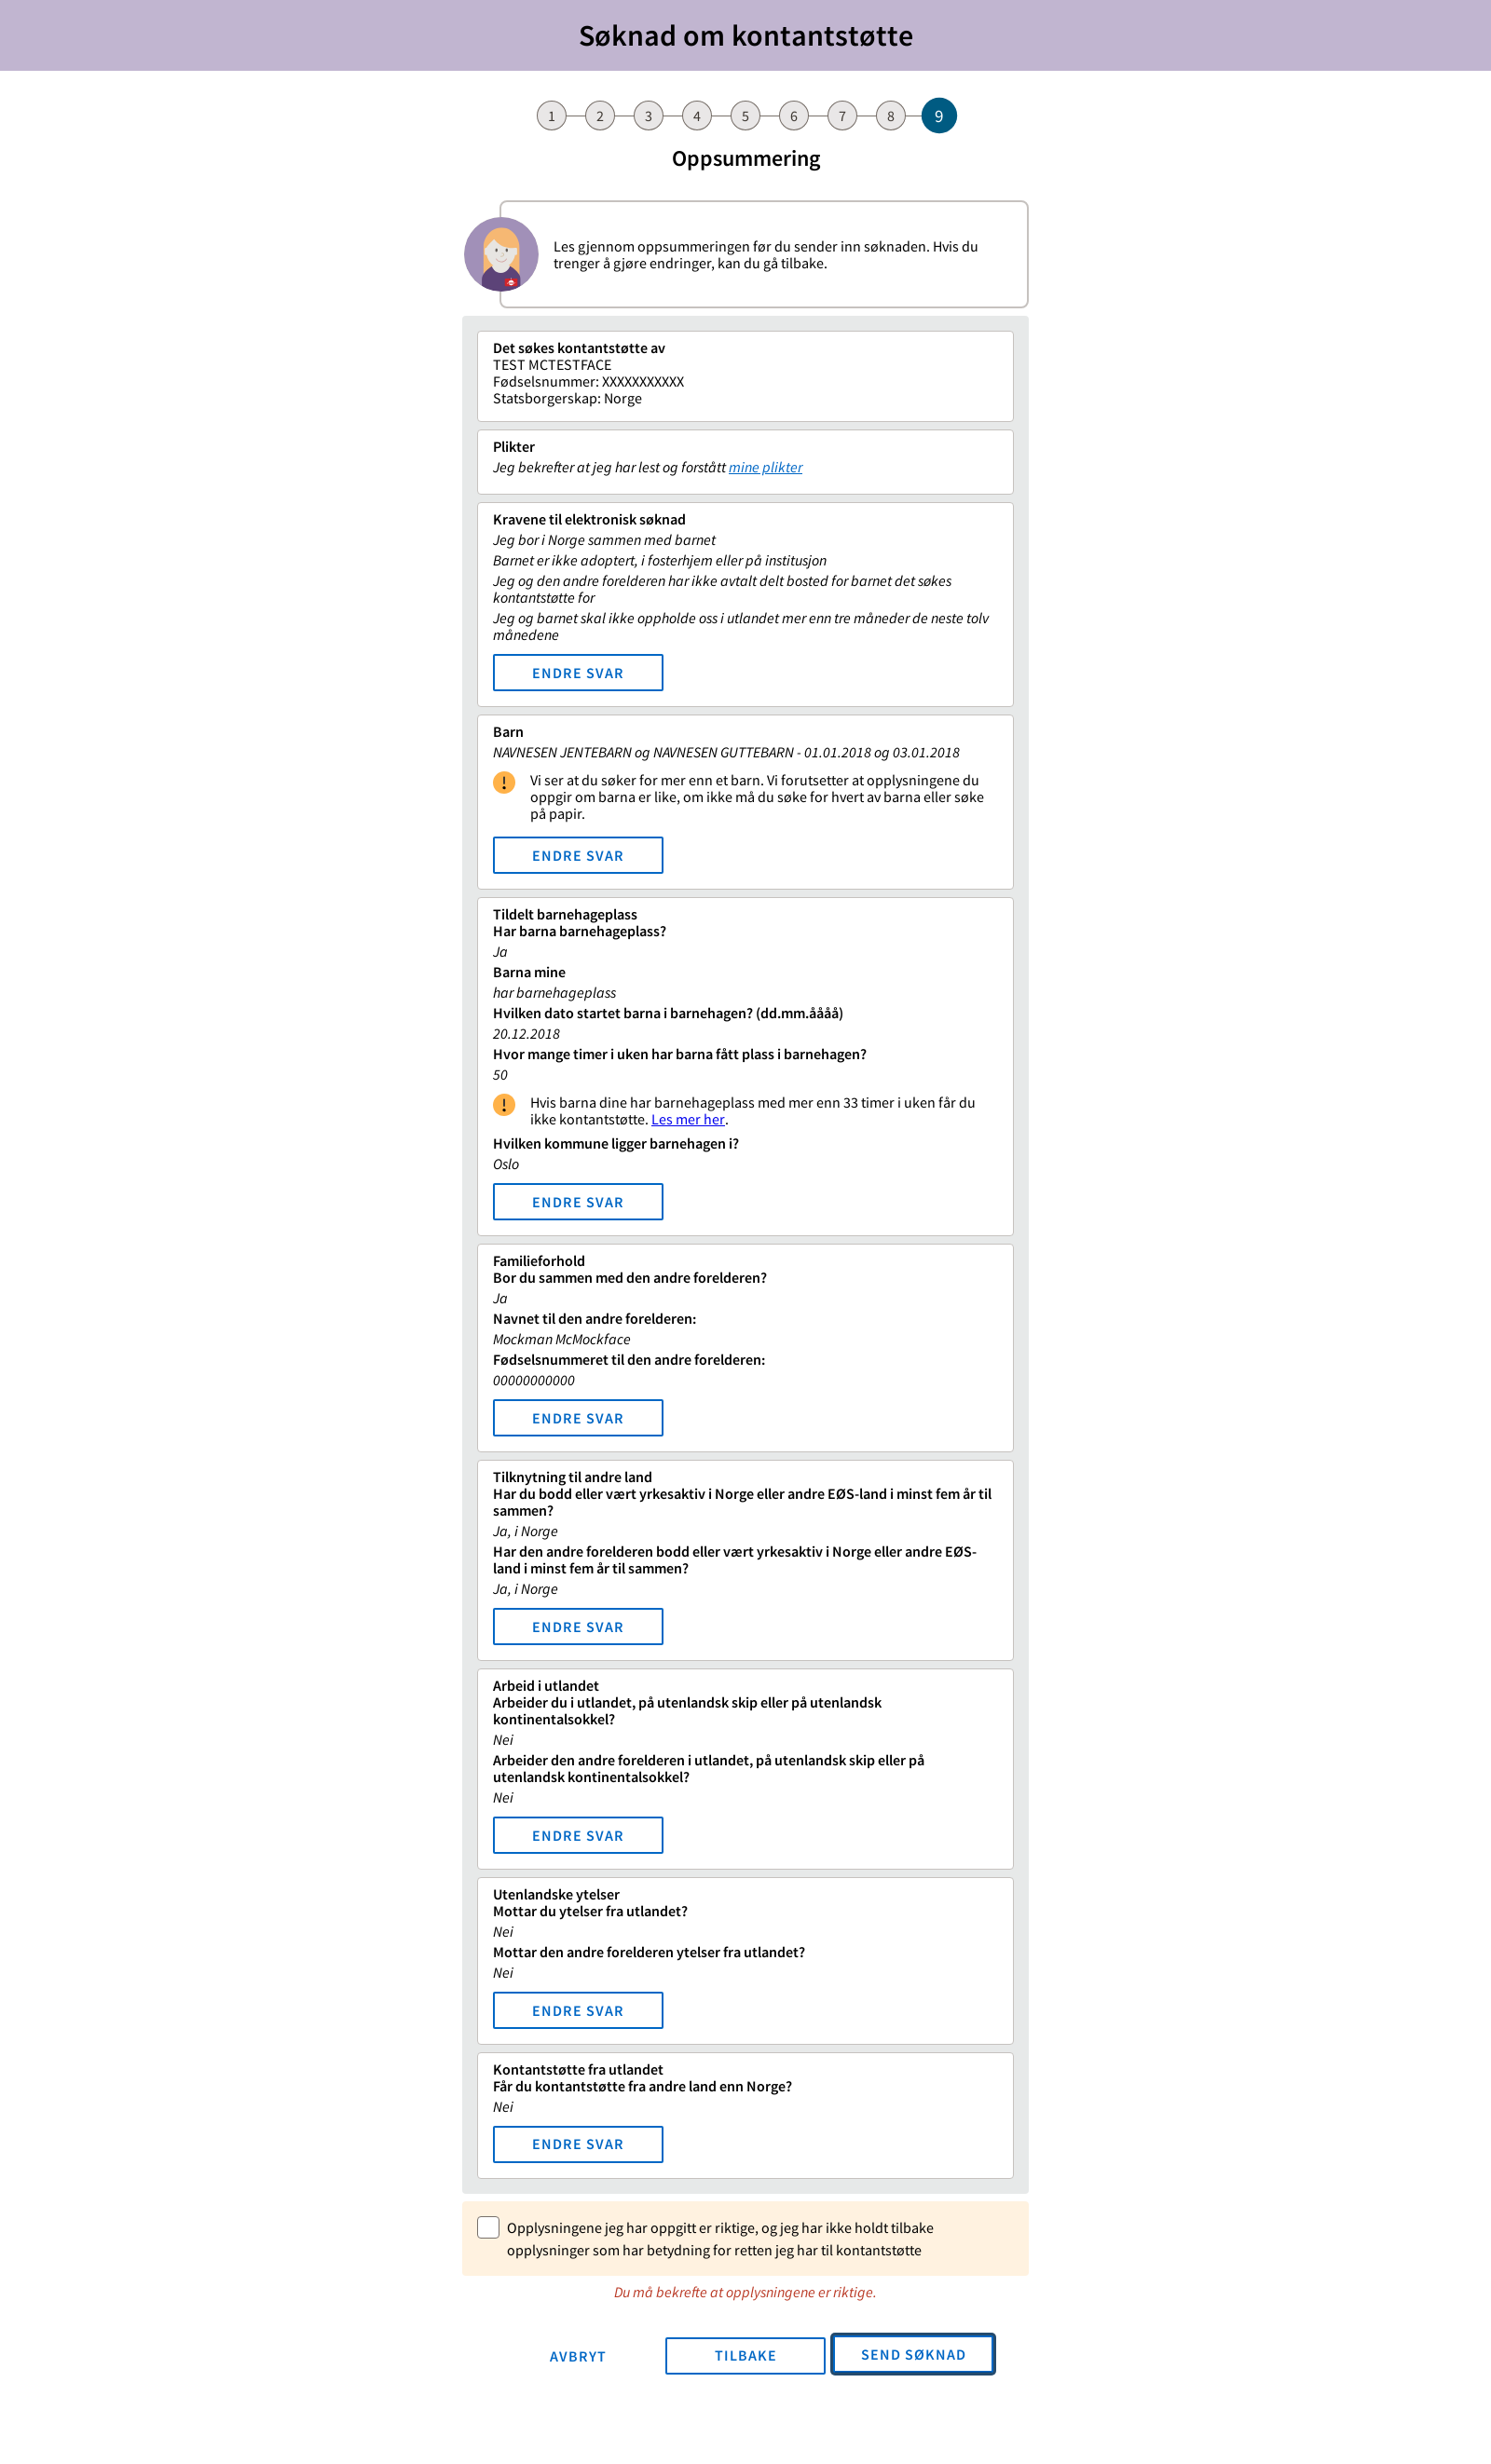 Søknad om kontantstøtte
1 2 3 4 5 6 7 8 9
Oppsummering
Les gjennom oppsummeringen før du sender inn søknaden. Hvis du
trenger å gjøre endringer, kan du gå tilbake.
Det søkes kontantstøtte av
TEST MCTESTFACE
Fødselsnummer: XXXXXXXXXXX
Statsborgerskap: Norge
Plikter
Jeg bekrefter at jeg har lest og forstått mine plikter
Kravene til elektronisk søknad
Jeg bor i Norge sammen med barnet
Barnet er ikke adoptert, i fosterhjem eller på institusjon
Jeg og den andre forelderen har ikke avtalt delt bosted for barnet det søkes
kontantstøtte for
Jeg og barnet skal ikke oppholde oss i utlandet mer enn tre måneder de neste tolv
månedene
ENDRE SVAR
Barn
NAVNESEN JENTEBARN og NAVNESEN GUTTEBARN - 01.01.2018 og 03.01.2018
Vi ser at du søker for mer enn et barn. Vi forutsetter at opplysningene du
oppgir om barna er like, om ikke må du søke for hvert av barna eller søke
på papir.
ENDRE SVAR
Tildelt barnehageplass
Har barna barnehageplass?
Ja
Barna mine
har barnehageplass
Hvilken dato startet barna i barnehagen? (dd.mm.åååå)
20.12.2018
Hvor mange timer i uken har barna fått plass i barnehagen?
50
Hvis barna dine har barnehageplass med mer enn 33 timer i uken får du
ikke kontantstøtte. Les mer her.
Hvilken kommune ligger barnehagen i?
Oslo
ENDRE SVAR
Familieforhold
Bor du sammen med den andre forelderen?
Ja
Navnet til den andre forelderen:
Mockman McMockface
Fødselsnummeret til den andre forelderen:
00000000000
ENDRE SVAR
Tilknytning til andre land
Har du bodd eller vært yrkesaktiv i Norge eller andre EØS-land i minst fem år til
sammen?
Ja, i Norge
Har den andre forelderen bodd eller vært yrkesaktiv i Norge eller andre EØS-
land i minst fem år til sammen?
Ja, i Norge
ENDRE SVAR
Arbeid i utlandet
Arbeider du i utlandet, på utenlandsk skip eller på utenlandsk
kontinentalsokkel?
Nei
Arbeider den andre forelderen i utlandet, på utenlandsk skip eller på
utenlandsk kontinentalsokkel?
Nei
ENDRE SVAR
Utenlandske ytelser
Mottar du ytelser fra utlandet?
Nei
Mottar den andre forelderen ytelser fra utlandet?
Nei
ENDRE SVAR
Kontantstøtte fra utlandet
Får du kontantstøtte fra andre land enn Norge?
Nei
ENDRE SVAR
Opplysningene jeg har oppgitt er riktige, og jeg har ikke holdt tilbake
opplysninger som har betydning for retten jeg har til kontantstøtte
Du må bekrefte at opplysningene er riktige.
AVBRYT TILBAKE SEND SØKNAD